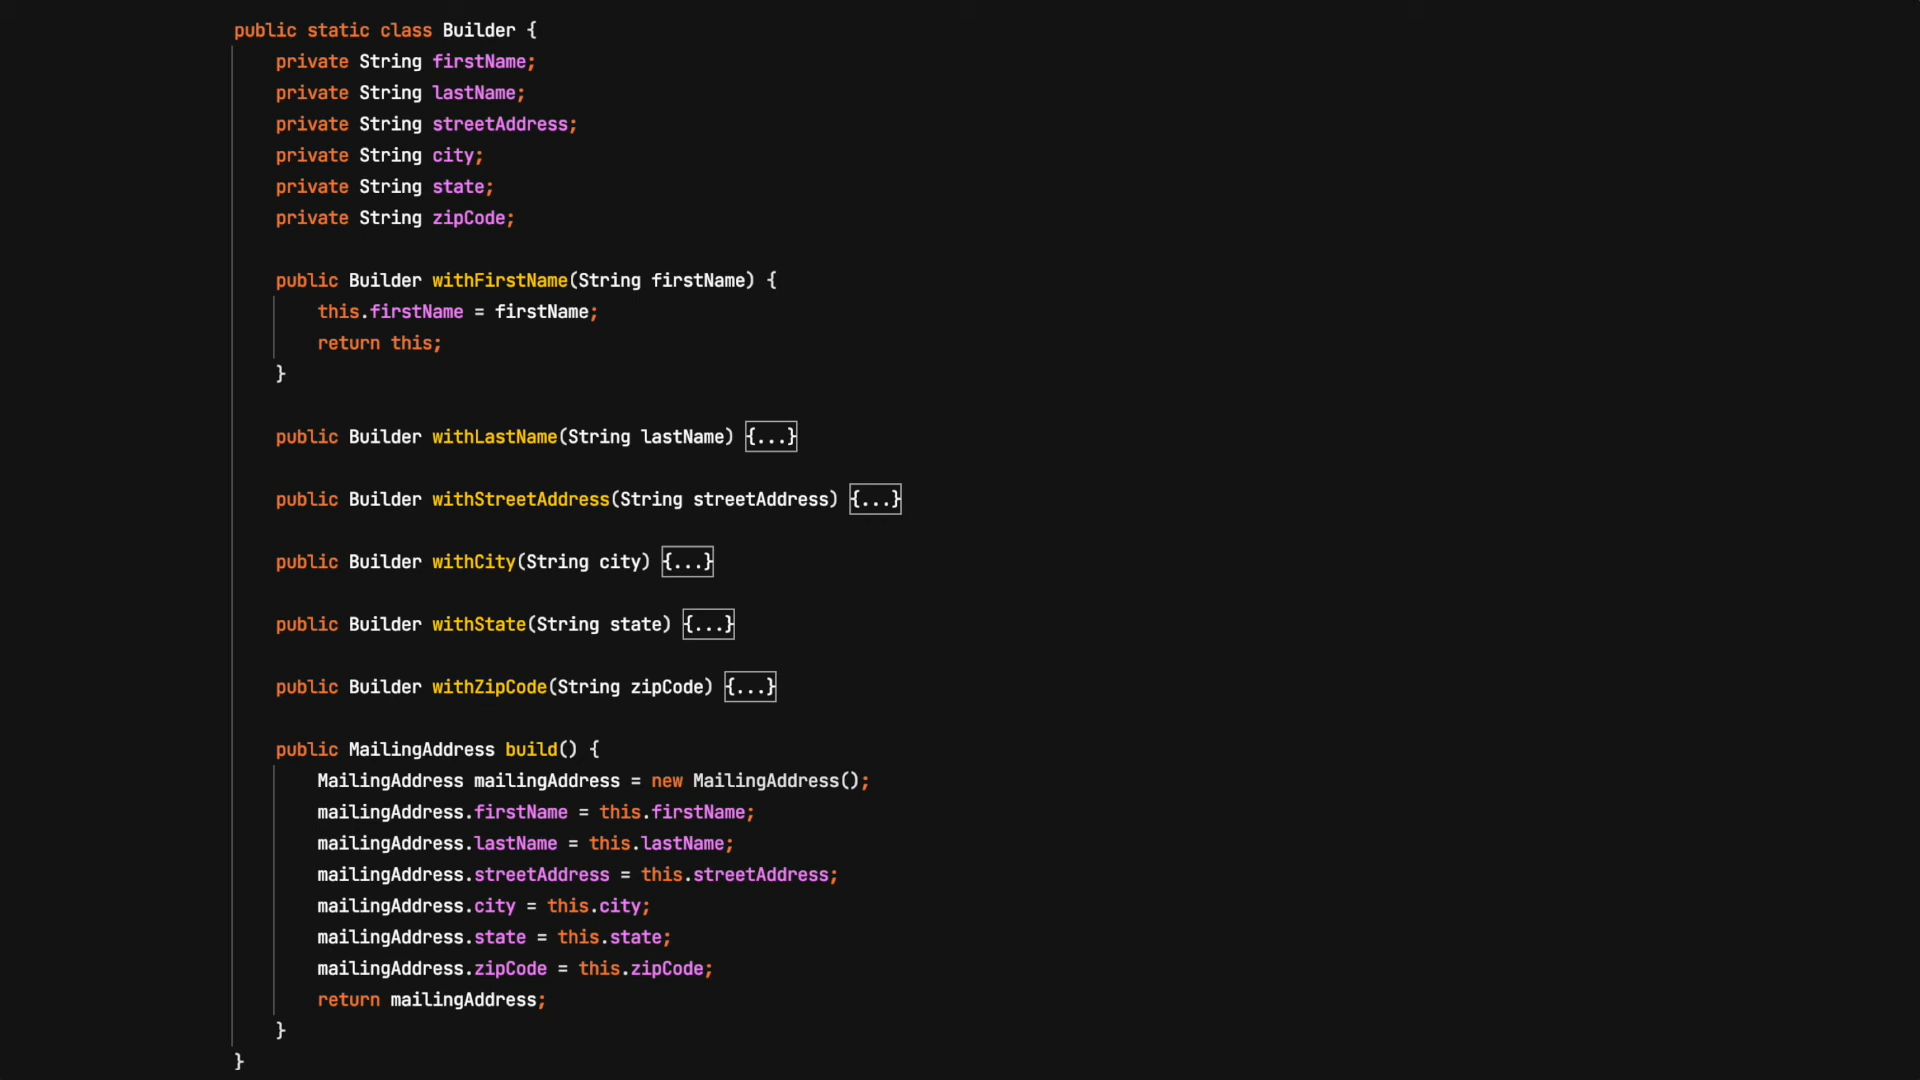 public static class Builder {
private String firstName;
private String lastName;
private String streetAddress;
private String city;
private String state;
private String zipCode;
public Builder withFirstName(String firstName) {
this.firstName = firstName;
return this;
}
public Builder withLastName(String lastName) {...}
public Builder withStreetAddress(String streetAddress) {...}
public Builder withCity(String city) {...}
public Builder withState(String state) {...}
public Builder withZipCode(String zipCode) {...}
public MailingAddress build() {
MailingAddress mailingAddress = new MailingAddress();
mailingAddress.firstName = this.firstName;
mailingAddress.lastName = this.lastName;
mailingAddress.streetAddress = this.streetAddress;
mailingAddress.city = this.city;
mailingAddress.state = this.state;
mailingAddress.zipCode = this.zipCode;
return mailingAddress;
}
}